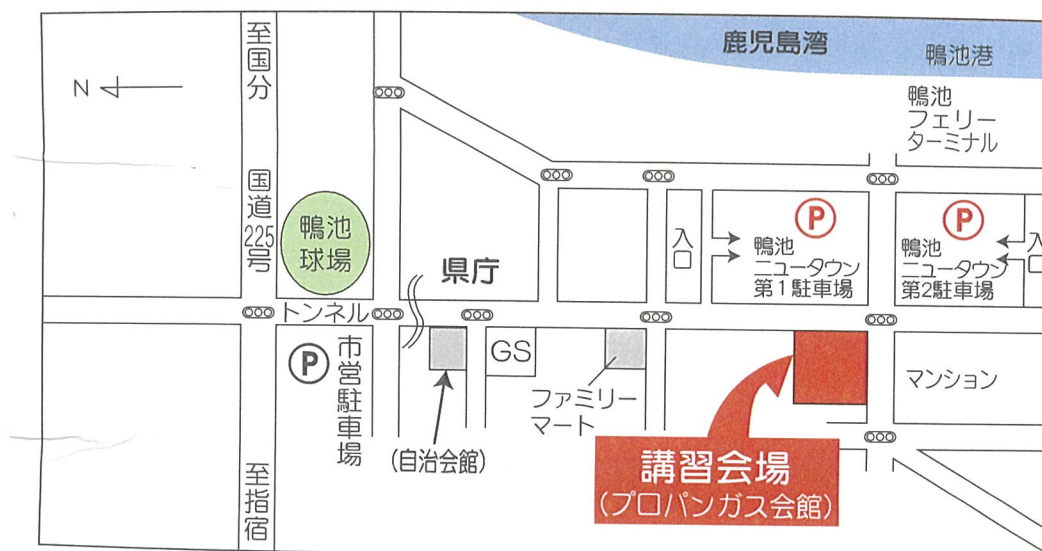 鹿児島湾
鴨池港
鴨池
フェリー
ターミナル
N
至国分
国道225号
鴨池
球場
県庁
入口
P
鴨池
ニュータウン
第1駐車場
P
鴨池
ニュータウン
第2駐車場
入口
トンネル
P
市営駐車場
GS
ファミリー
マート
(自治会館)
マンション
講習会場
(プロパンガス会館)
至指宿